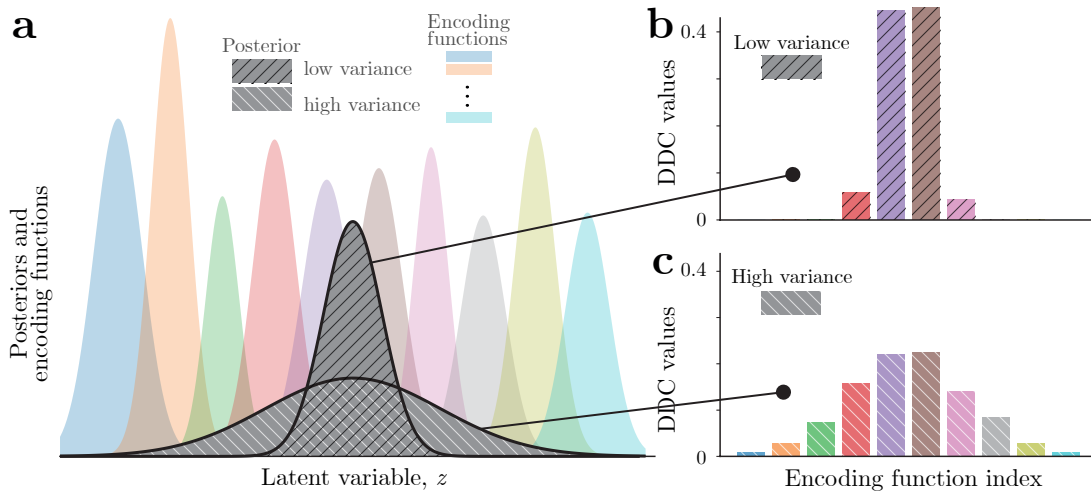 a
Posterior
low variance
high variance
Encoding
functions
Posteriors and
encoding functions
Latent variable, z
b
0.4
Low variance
DDC values
0
c
0.4
High variance
DDC values
0
Encoding function index